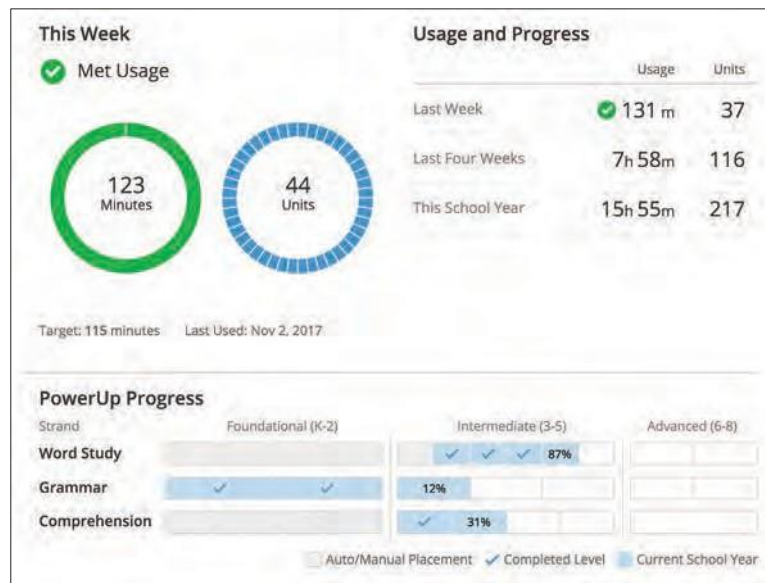 This Week
Met Usage
123
Minutes
44
Units
Target: 115 minutes Last Used: Nov 2, 2017
Usage and Progress
Usage Units
Last Week 131 m 37
Last Four Weeks 7h 58m 116
This School Year 15h 55m 217
PowerUp Progress
Strand Foundational (K-2) Intermediate (3-5) Advanced (6-8)
Word Study 87%
Grammar 12%
Comprehension 31%
Auto/Manual Placement Completed Level Current School Year